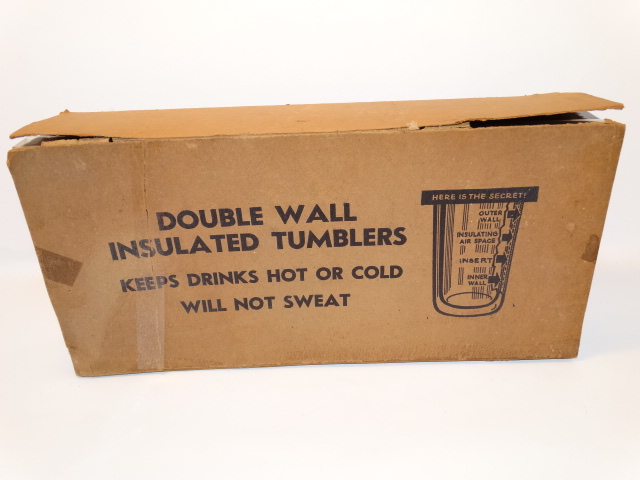 DOUBLE WALL
INSULATED TUMBLERS
KEEPS DRINKS HOT OR COLD
WILL NOT SWEAT
HERE IS THE SECRET!
OUTER
WALL
INSULATING
AIR SPACE
INSERT
INNER
WALL